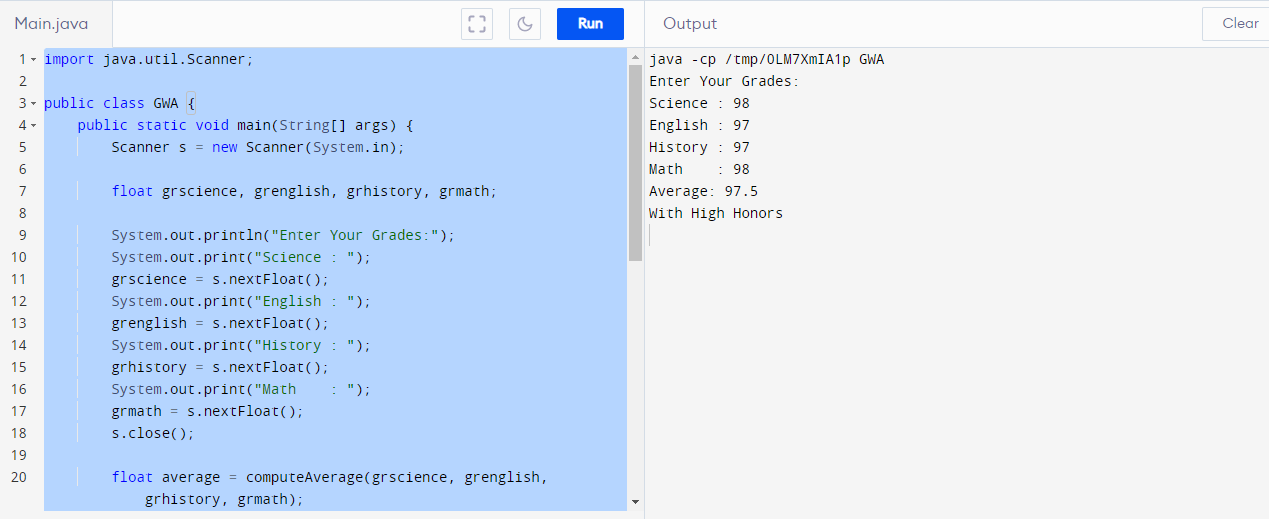 Main.java
Run
Output
Clear
1 import java.util.Scanner;
2
3 public class GWA {
4     public static void main(String[] args) {
5         Scanner s = new Scanner(System.in);
6
7         float grscience, grenglish, grhistory, grmath;
8
9         System.out.println("Enter Your Grades:");
10         System.out.print("Science : ");
11         grscience = s.nextFloat();
12         System.out.print("English : ");
13         grenglish = s.nextFloat();
14         System.out.print("History : ");
15         grhistory = s.nextFloat();
16         System.out.print("Math    : ");
17         grmath = s.nextFloat();
18         s.close();
19
20         float average = computeAverage(grscience, grenglish,
            grhistory, grmath);
java -cp /tmp/0LM7XmIA1p GWA
Enter Your Grades:
Science : 98
English : 97
History : 97
Math    : 98
Average: 97.5
With High Honors